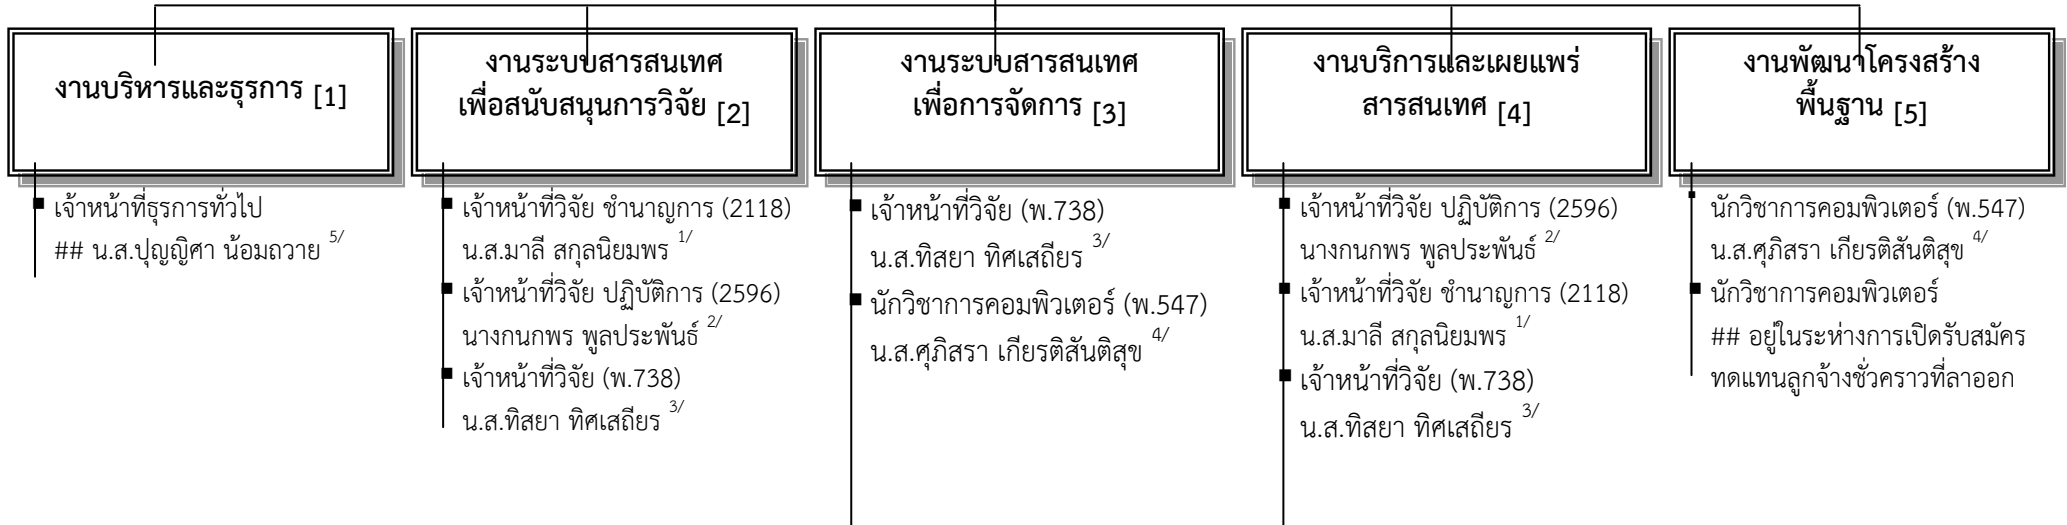 งานบริหารและธุรการ [1]
เจ้าหน้าที่ธุรการทั่วไป
## น.ส.ปุญญิศา น้อมถวาย 5/
งานระบบสารสนเทศ
เพื่อสนับสนุนการวิจัย [2]
เจ้าหน้าที่วิจัย ชำนาญการ (2118)
น.ส.มาลี สกุลนิยมพร 1/
เจ้าหน้าที่วิจัย ปฏิบัติการ (2596)
นางกนกพร พูลประพันธ์ 2/
เจ้าหน้าที่วิจัย (พ.738)
น.ส.ทิสยา ทิศเสถียร 3/
งานระบบสารสนเทศ
เพื่อการจัดการ [3]
เจ้าหน้าที่วิจัย (พ.738)
น.ส.ทิสยา ทิศเสถียร 3/
นักวิชาการคอมพิวเตอร์ (พ.547)
น.ส.ศุภิสรา เกียรติสันติสุข 4/
งานบริการและเผยแพร่
สารสนเทศ [4]
เจ้าหน้าที่วิจัย ปฏิบัติการ (2596)
นางกนกพร พูลประพันธ์ 2/
เจ้าหน้าที่วิจัย ชำนาญการ (2118)
น.ส.มาลี สกุลนิยมพร 1/
เจ้าหน้าที่วิจัย (พ.738)
น.ส.ทิสยา ทิศเสถียร 3/
งานพัฒนาโครงสร้าง
พื้นฐาน [5]
นักวิชาการคอมพิวเตอร์ (พ.547)
น.ส.ศุภิสรา เกียรติสันติสุข 4/
นักวิชาการคอมพิวเตอร์
## อยู่ในระห่างการเปิดรับสมัคร
ทดแทนลูกจ้างชั่วคราวที่ลาออก